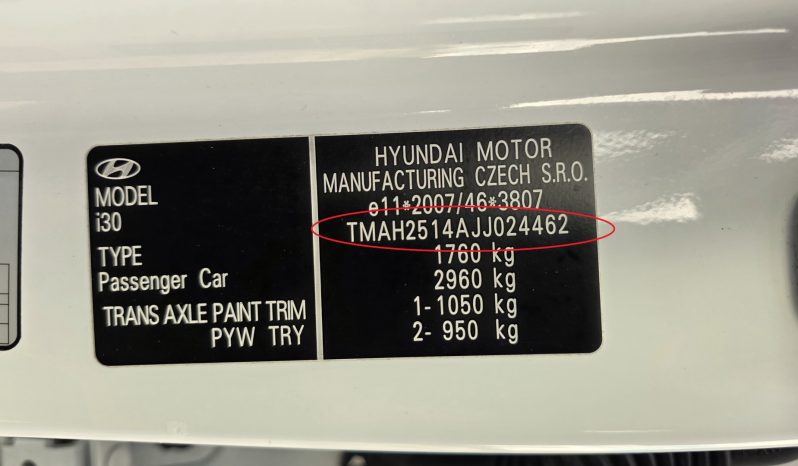 MODEL
i30
TYPE
Passenger Car
TRANS AXLE PAINT TRIM
PYW TRY
HYUNDAI MOTOR
MANUFACTURING CZECH S.R.O.
e11*2007/46*3807
TMAH2514AJJ024462
1760 kg
2960 kg
1- 1050 kg
2- 950 kg